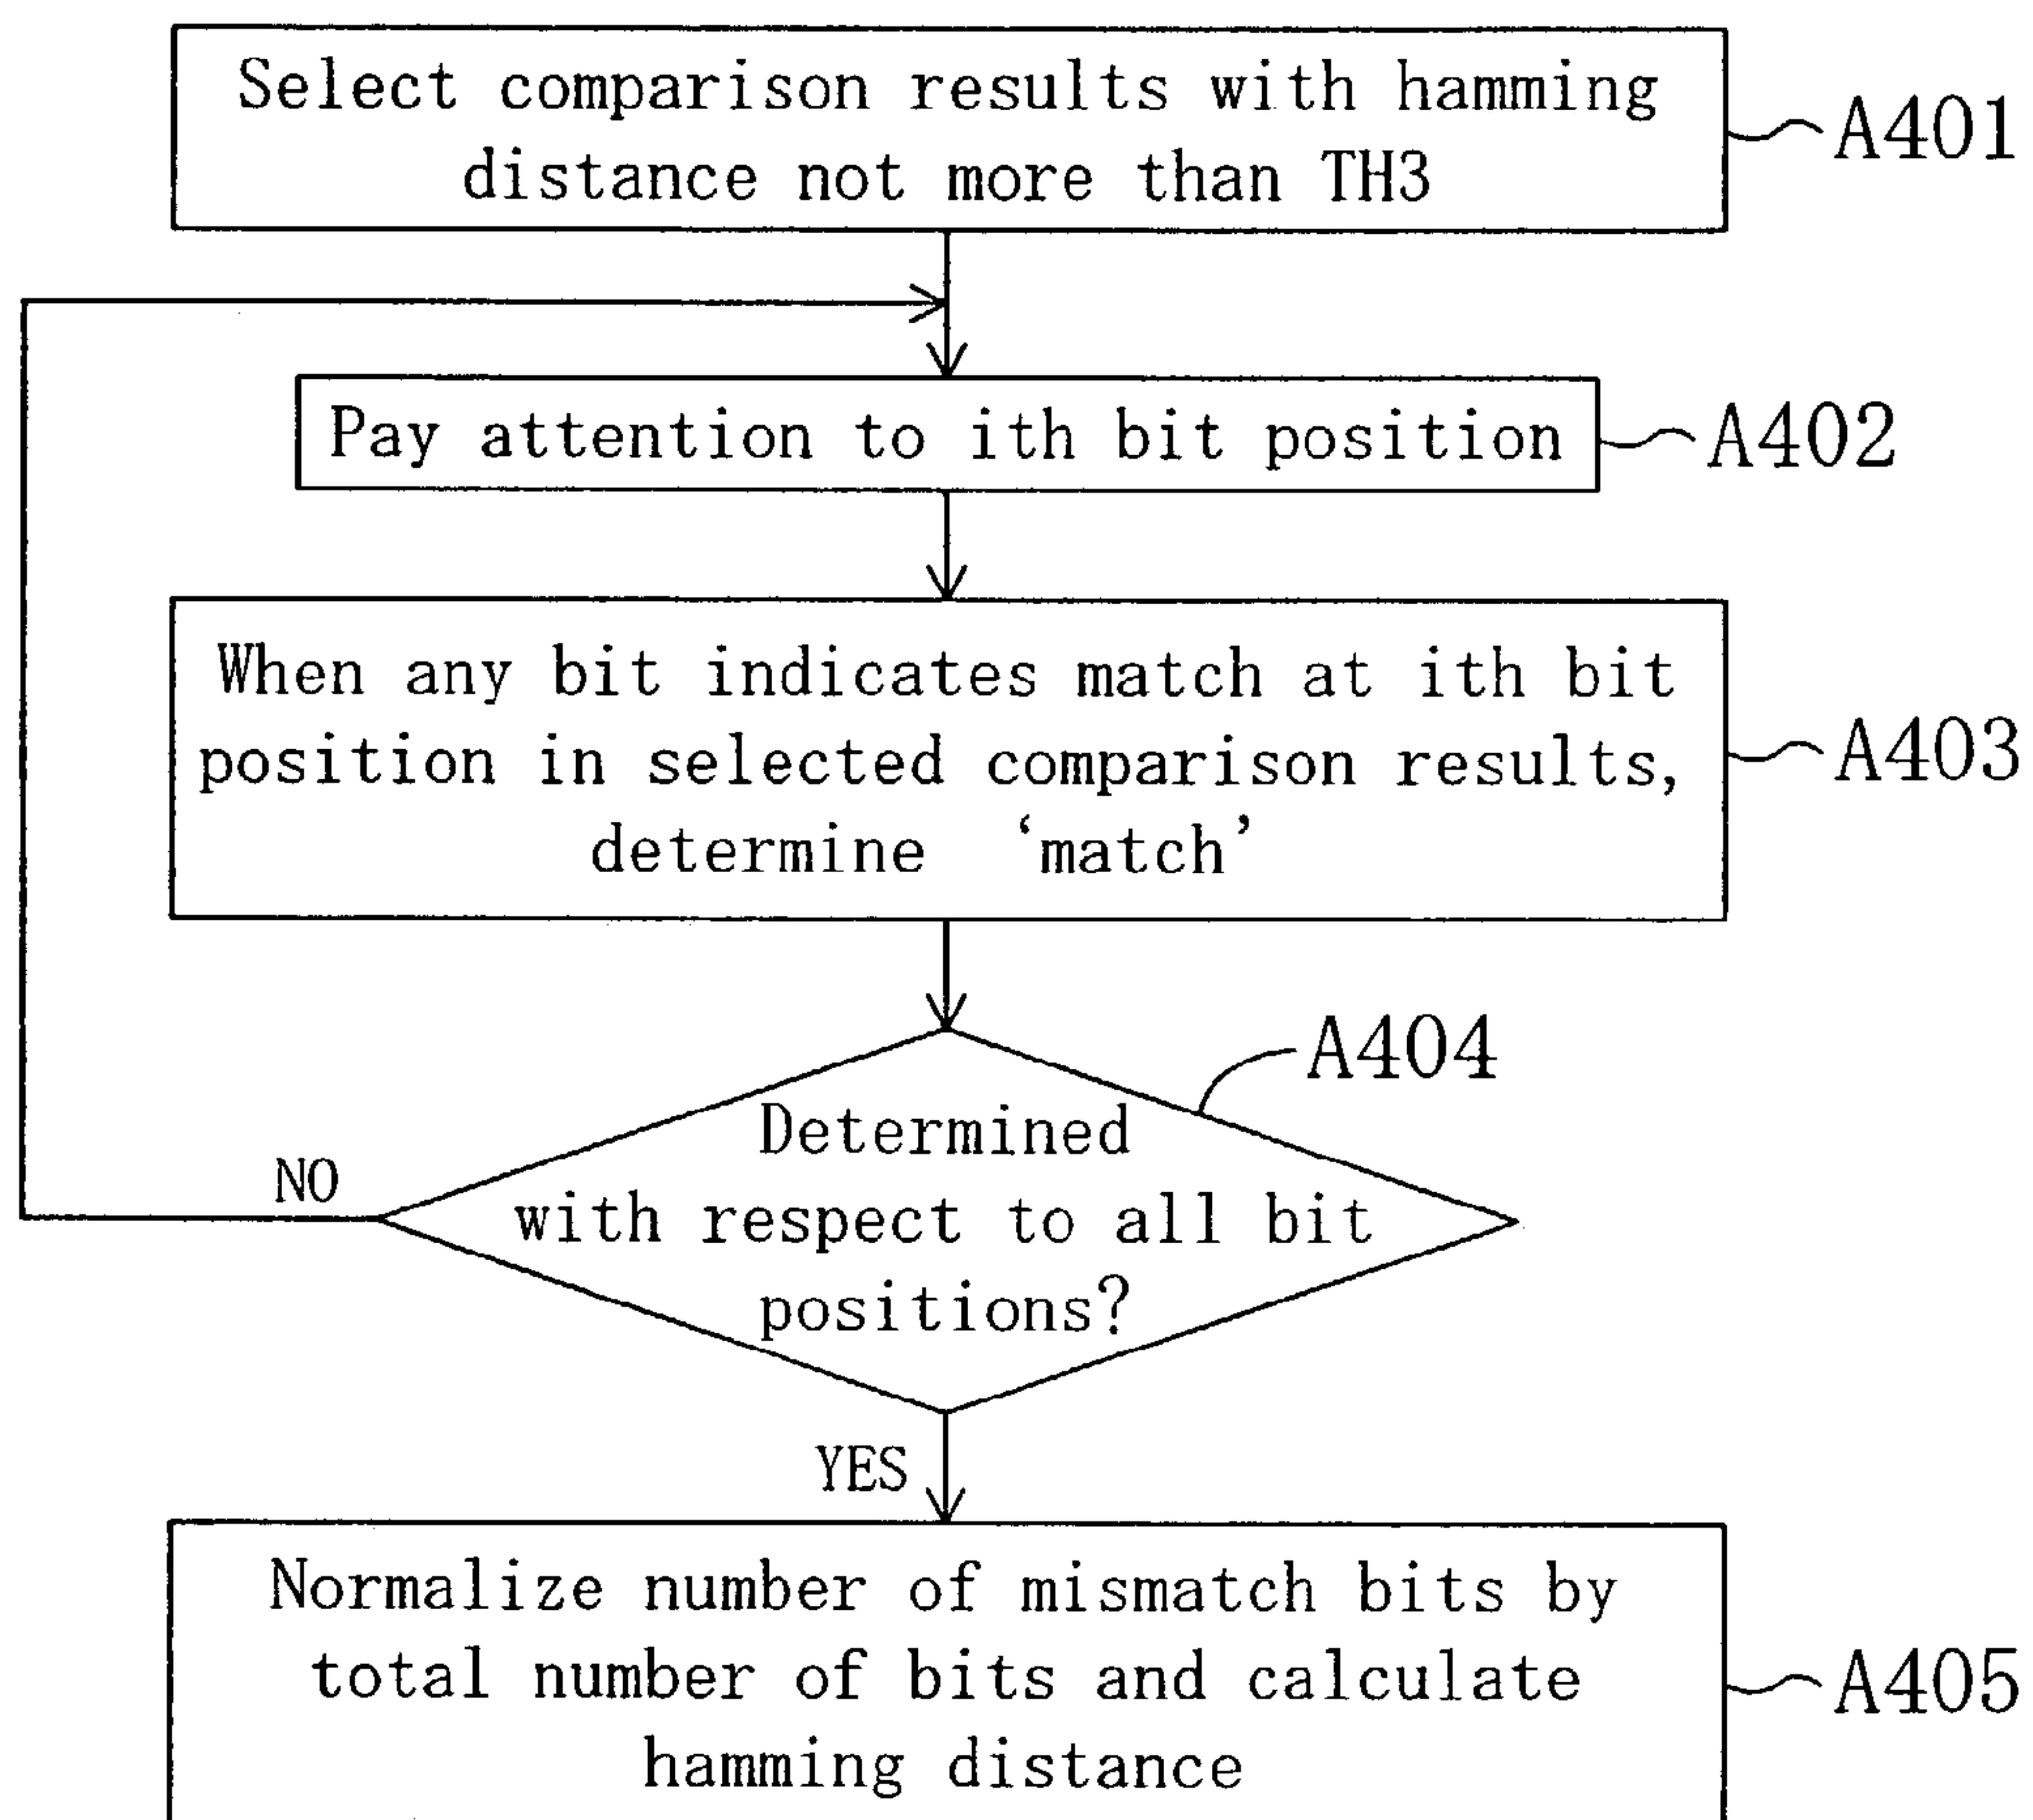 Select comparison results with hamming
distance not more than TH3
A401
Pay attention to ith bit position
A402
When any bit indicates match at ith bit
position in selected comparison results,
determine ‘match’
A403
A404
Determined
with respect to all bit
positions?
NO
YES
Normalize number of mismatch bits by
total number of bits and calculate
hamming distance
A405